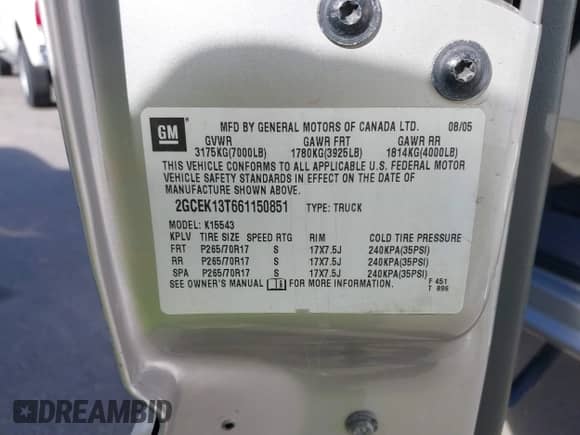 GM
MFD BY GENERAL MOTORS OF CANADA LTD. 08/05
GVWR GAWR FRT GAWR RR
3175KG(7000LB) 1780KG(3925LB) 1814KG(4000LB)
THIS VEHICLE CONFORMS TO ALL APPLICABLE U.S. FEDERAL MOTOR
VEHICLE SAFETY STANDARDS IN EFFECT ON THE DATE OF
MANUFACTURE SHOWN ABOVE.
2GCEK13T661150851 TYPE: TRUCK
MODEL: K15543
KPLV TIRE SIZE SPEED RTG RIM COLD TIRE PRESSURE
FRT P265/70R17 S 17X7.5J 240KPA(35PSI)
RR P265/70R17 S 17X7.5J 240KPA(35PSI)
SPA P265/70R17 S 17X7.5J 240KPA(35PSI)
SEE OWNER'S MANUAL FOR MORE INFORMATION.
F 451
T 896
DREAMBID